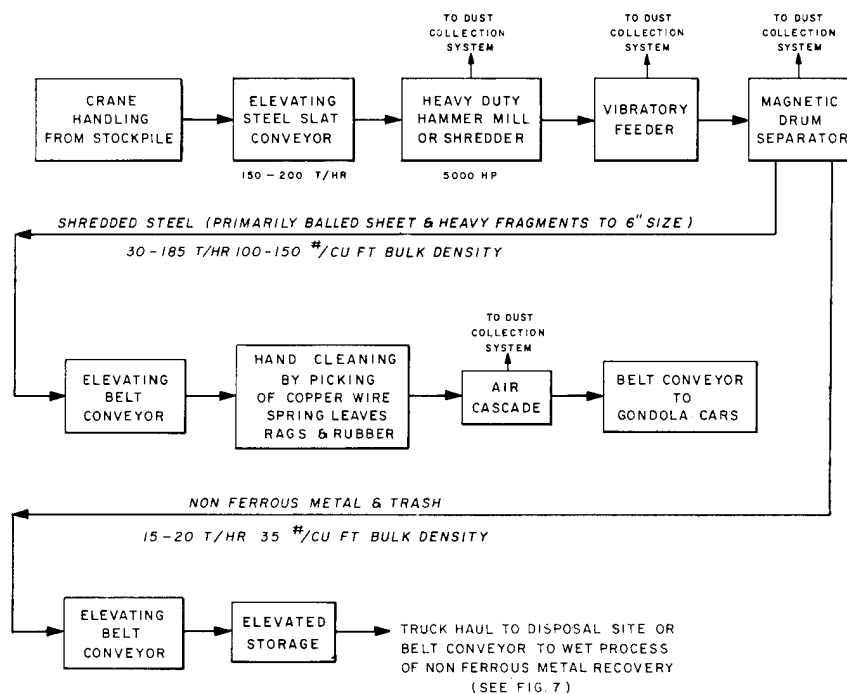 TO DUST
COLLECTION
SYSTEM
TO DUST
COLLECTION
SYSTEM
TO DUST
COLLECTION
SYSTEM
CRANE
HANDLING
FROM STOCKPILE
ELEVATING
STEEL SLAT
CONVEYOR
150-200 T/HR
HEAVY DUTY
HAMMER MILL
OR SHREDDER
5000 HP
VIBRATORY
FEEDER
MAGNETIC
DRUM
SEPARATOR
SHREDDED STEEL (PRIMARILY BALLED SHEET & HEAVY FRAGMENTS TO 6" SIZE)
30-185 T/HR 100-150 #/CU FT BULK DENSITY
ELEVATING
BELT
CONVEYOR
HAND CLEANING
BY PICKING
OF COPPER WIRE
SPRING LEAVES
RAGS & RUBBER
TO DUST
COLLECTION
SYSTEM
AIR
CASCADE
BELT CONVEYOR
TO
GONDOLA CARS
NON FERROUS METAL & TRASH
15-20 T/HR 35 #/CU FT BULK DENSITY
ELEVATING
BELT
CONVEYOR
ELEVATED
STORAGE
TRUCK HAUL TO DISPOSAL SITE OR
BELT CONVEYOR TO WET PROCESS
OF NON FERROUS METAL RECOVERY
(SEE FIG. 7)